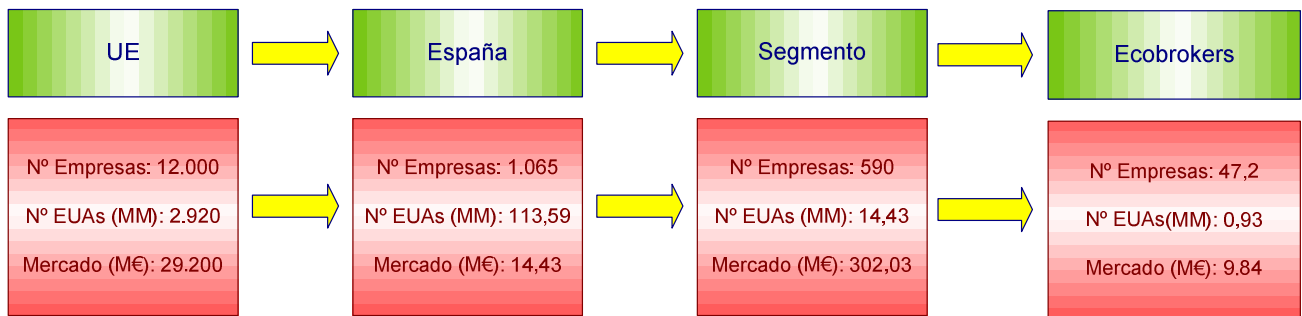 UE
España
Segmento
Ecobrokers
Nº Empresas: 12.000
Nº EUAs (MM): 2.920
Mercado (M€): 29.200
Nº Empresas: 1.065
Nº EUAs (MM): 113,59
Mercado (M€): 14,43
Nº Empresas: 590
Nº EUAs (MM): 14,43
Mercado (M€): 302,03
Nº Empresas: 47,2
Nº EUAs(MM): 0,93
Mercado (M€): 9.84